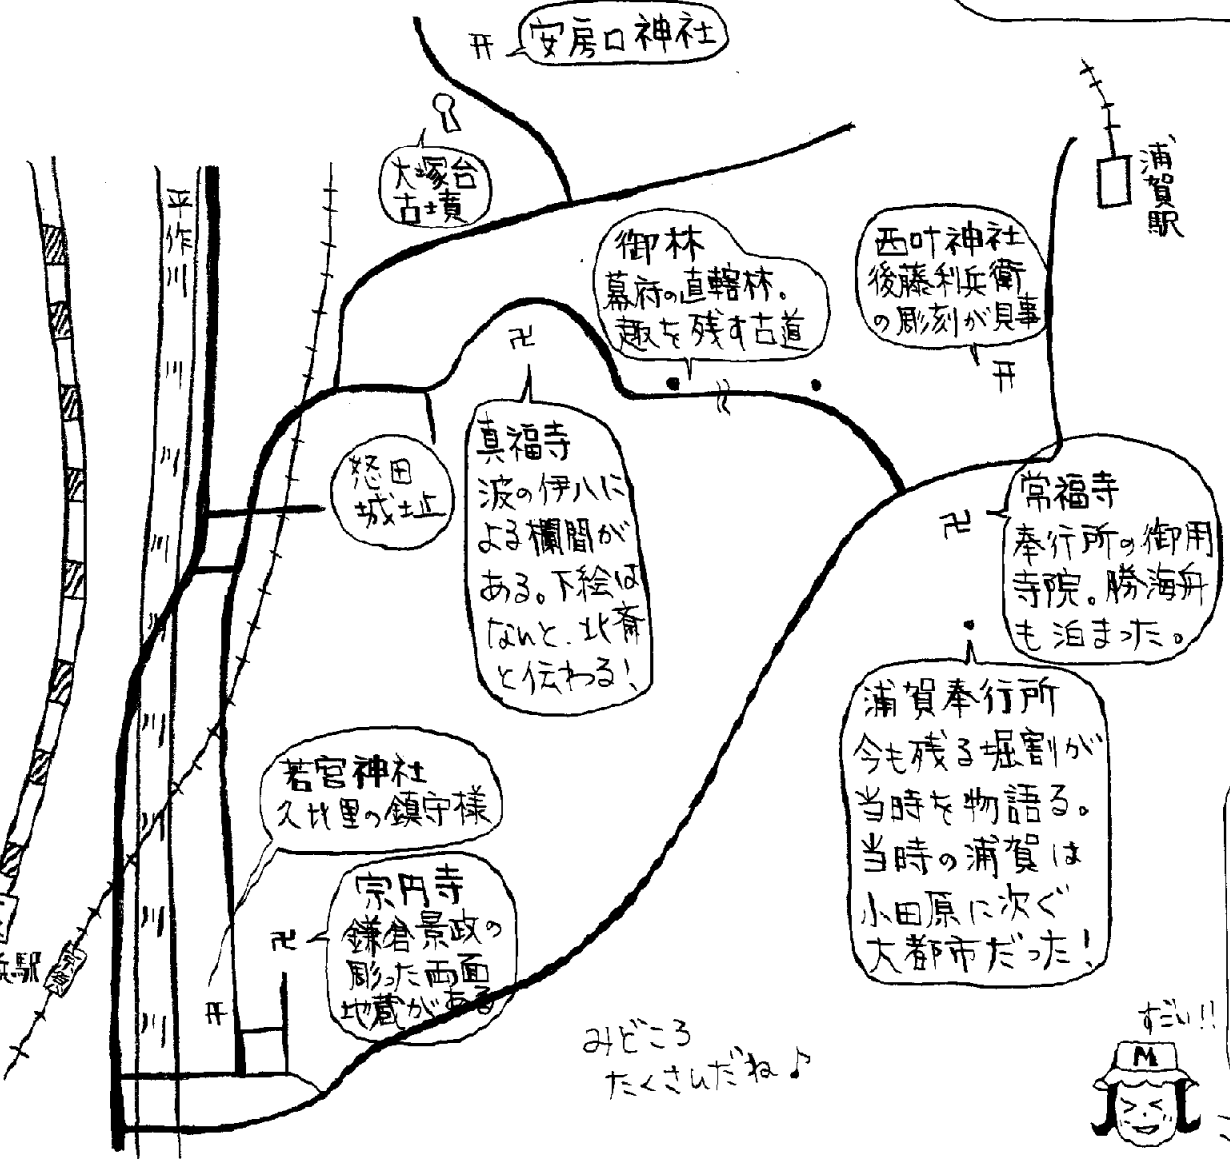 安房口神社
大塚台
古墳
浦賀駅
平作川
御林
幕府の直轄林。
趣を残す古道
西叶神社
後藤利兵衛
の彫刻が見事
怒田
城址
真福寺
波の伊八に
よる欄間が
ある。下絵は
なんと、北斎
と伝わる!
常福寺
奉行所の御用
寺院。勝海舟
も泊まった。
浦賀奉行所
今も残る堀割が
当時を物語る。
当時の浦賀は
小田原に次ぐ
大都市だった!
若宮神社
久比里の鎮守様
宗円寺
鎌倉景政の
彫った両面
地蔵がある
浜駅
みどころ
たくさんだね♪
すごい!!
M